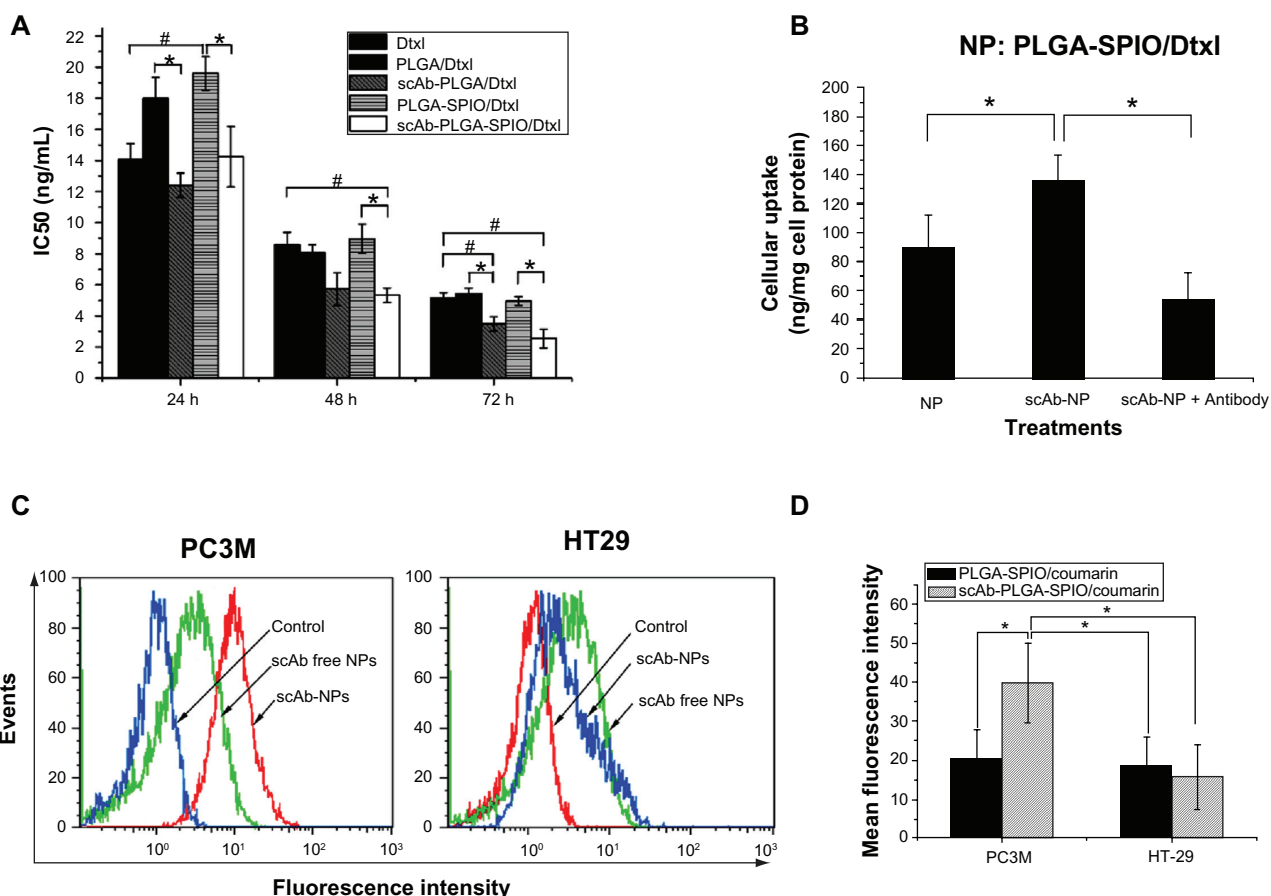 A
22
20
18
16
14
12
10
8
6
4
2
0
IC50 (ng/mL)
# *
*
#
*
#
#
* *
Dtxl
PLGA/Dtxl
scAb-PLGA/Dtxl
PLGA-SPIO/Dtxl
scAb-PLGA-SPIO/Dtxl
24 h 48 h 72 h
B
NP: PLGA-SPIO/Dtxl
200
180
160
140
120
100
80
60
40
20
0
Cellular uptake
(ng/mg cell protein)
* *
NP scAb-NP scAb-NP + Antibody
Treatments
C
PC3M
100
80
60
40
20
0
Events
Control
scAb free NPs
scAb-NPs
10⁰ 10¹ 10² 10³
HT29
100
80
60
40
20
0
Control
scAb-NPs
scAb free NPs
10⁰ 10¹ 10² 10³
Fluorescence intensity
D
PLGA-SPIO/coumarin
scAb-PLGA-SPIO/coumarin
60
50
40
30
20
10
0
Mean fluorescence intensity
*
* *
PC3M HT-29